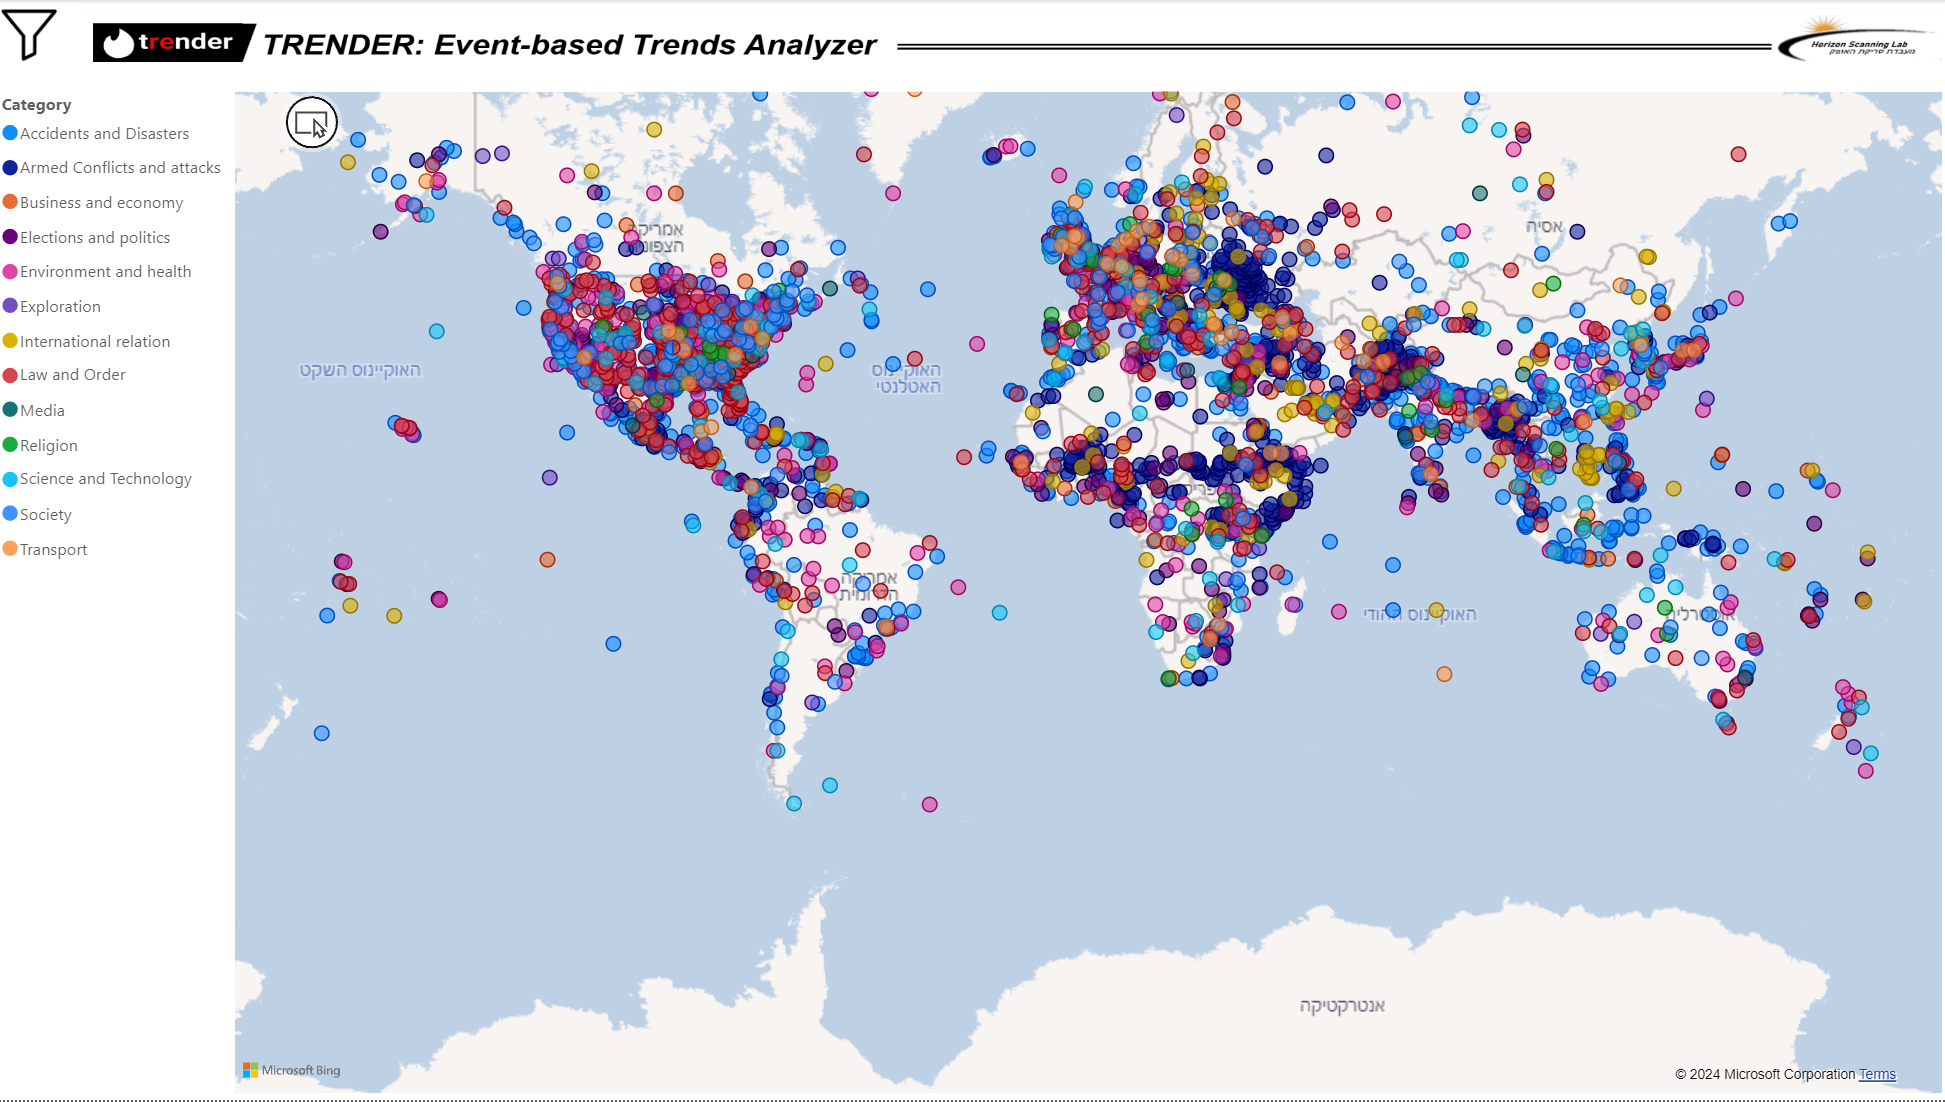 trender
TRENDER: Event-based Trends Analyzer
Horizon Scanning Lab
מעבדת סריקת האופק
Category
Accidents and Disasters
Armed Conflicts and attacks
Business and economy
Elections and politics
Environment and health
Exploration
International relation
Law and Order
Media
Religion
Science and Technology
Society
Transport
אמריקה
הצפונית
אסיה
האוקיינוס השקט
האוקיינוס
האטלנטי
אמריקה
הדרומית
האוקיינוס ההודי
אוסטרליה
אנטרקטיקה
Microsoft Bing
© 2024 Microsoft Corporation Terms